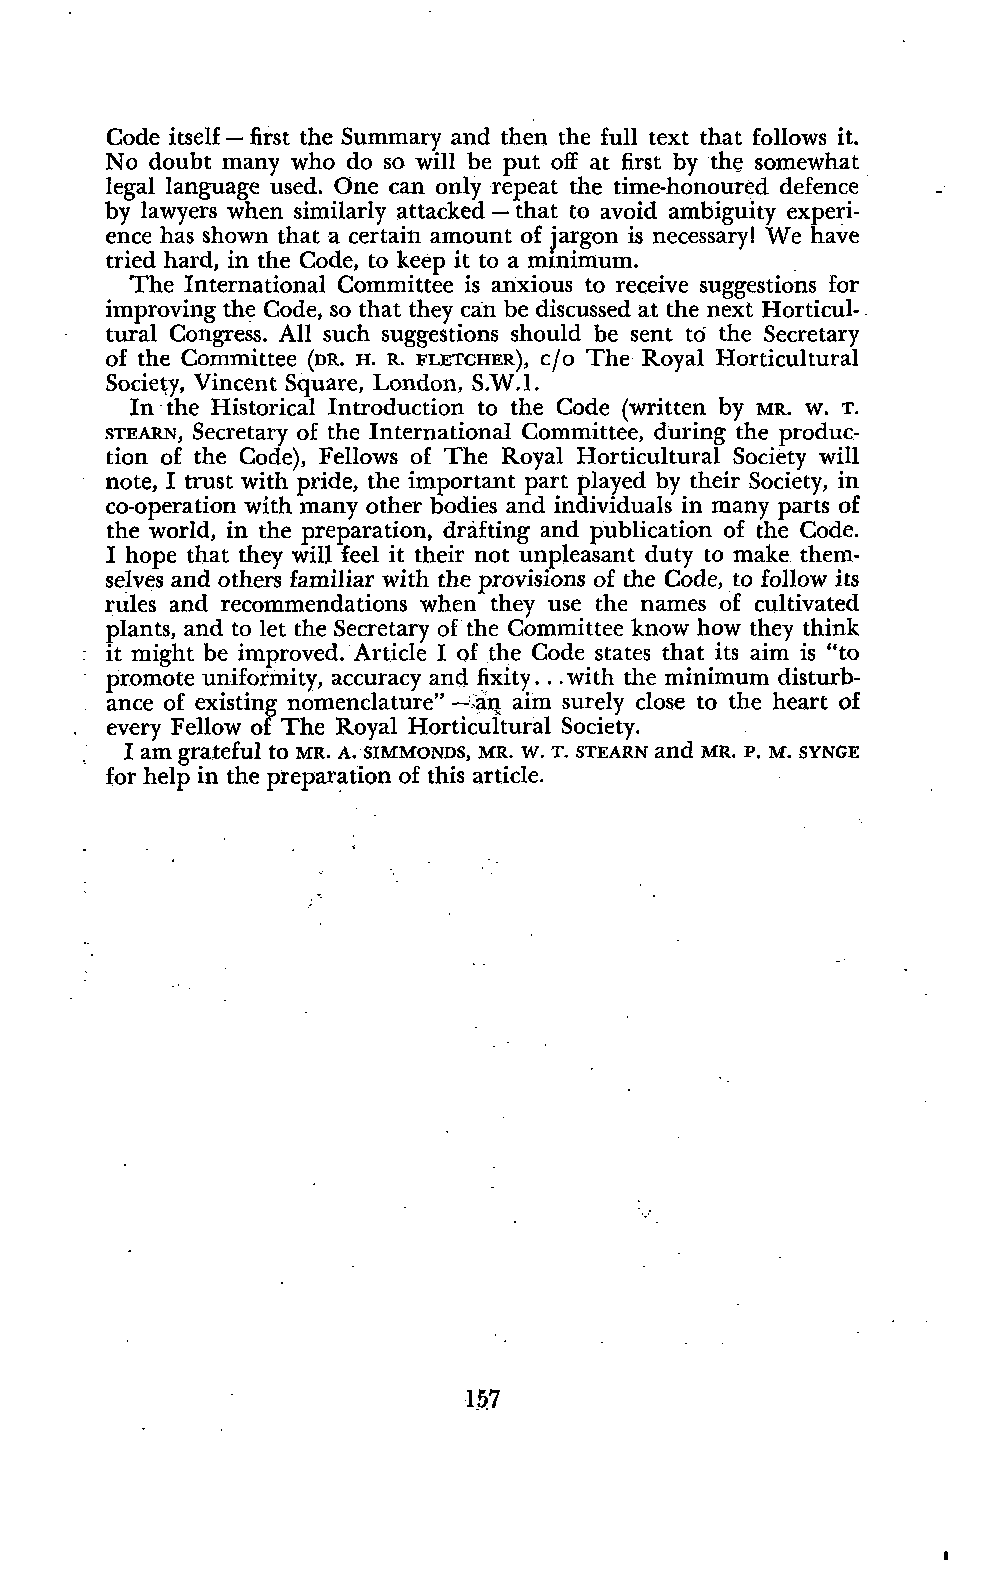 Code itself – first the Summary and then the full text that follows it.
No doubt many who do so will be put off at first by the somewhat
legal language used. One can only repeat the time-honoured defence
by lawyers when similarly attacked – that to avoid ambiguity experi-
ence has shown that a certain amount of jargon is necessary! We have
tried hard, in the Code, to keep it to a minimum.
The International Committee is anxious to receive suggestions for
improving the Code, so that they can be discussed at the next Horticul-
tural Congress. All such suggestions should be sent to the Secretary
of the Committee (DR. H. R. FLETCHER), c/o The Royal Horticultural
Society, Vincent Square, London, S.W.1.
In the Historical Introduction to the Code (written by MR. W. T.
STEARN, Secretary of the International Committee, during the produc-
tion of the Code), Fellows of The Royal Horticultural Society will
note, I trust with pride, the important part played by their Society, in
co-operation with many other bodies and individuals in many parts of
the world, in the preparation, drafting and publication of the Code.
I hope that they will feel it their not unpleasant duty to make them-
selves and others familiar with the provisions of the Code, to follow its
rules and recommendations when they use the names of cultivated
plants, and to let the Secretary of the Committee know how they think
it might be improved. Article I of the Code states that its aim is “to
promote uniformity, accuracy and fixity...with the minimum disturb-
ance of existing nomenclature” – an aim surely close to the heart of
every Fellow of The Royal Horticultural Society.
I am grateful to MR. A. SIMMONDS, MR. W. T. STEARN and MR. P. M. SYNGE
for help in the preparation of this article.
157